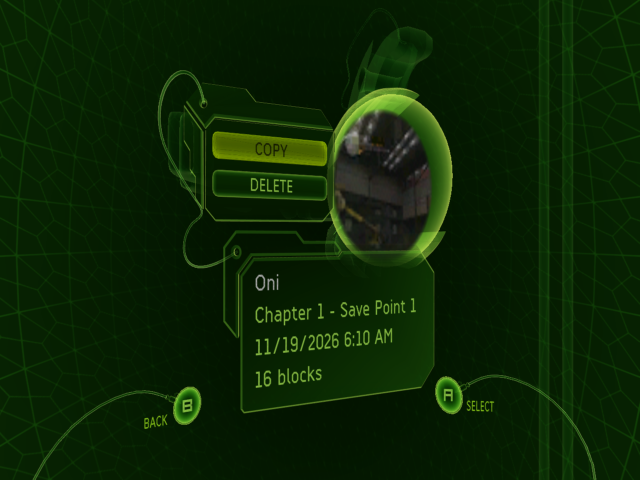 COPY
DELETE
Oni
Chapter 1 - Save Point 1
11/19/2026 6:10 AM
16 blocks
BACK B
A SELECT